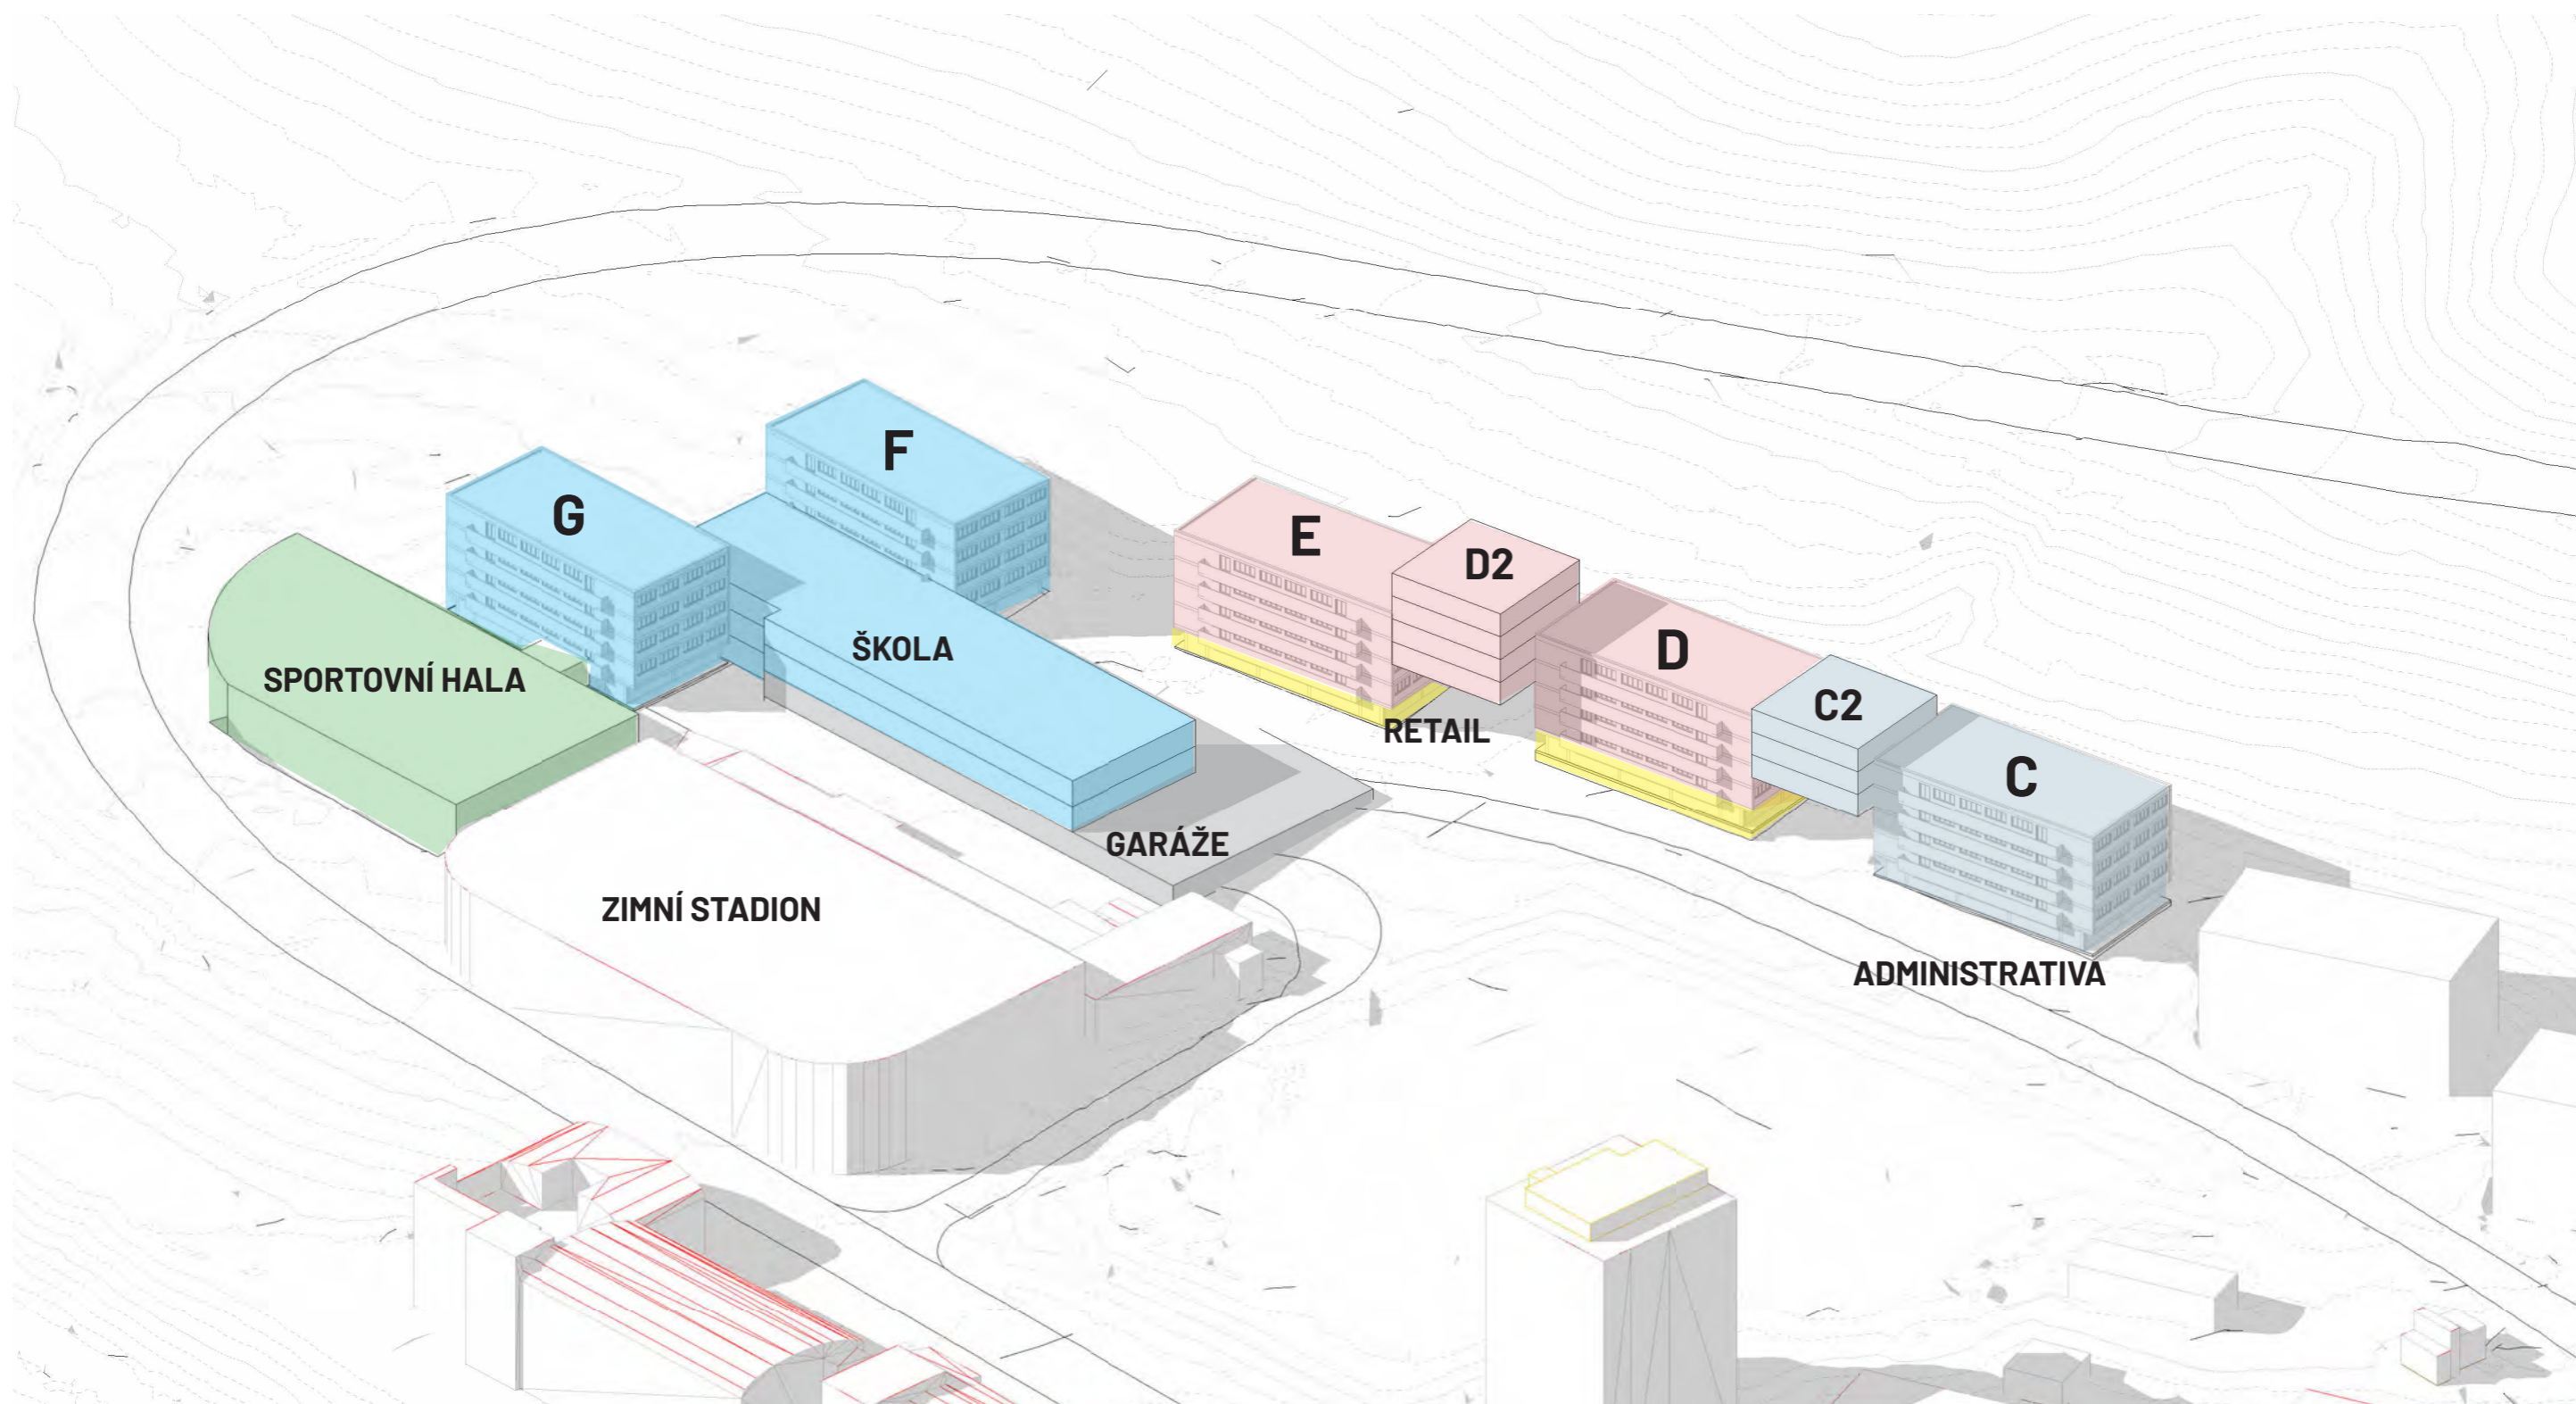 F
G
E
D2
ŠKOLA
D
SPORTOVNÍ HALA
C2
RETAIL
C
GARÁŽE
ZIMNÍ STADION
ADMINISTRATIVA